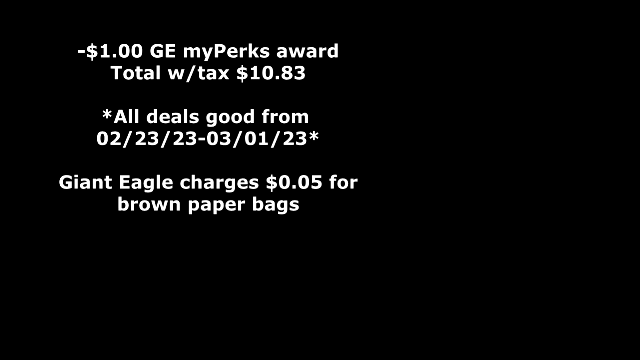 -$1.00 GE myPerks award
Total w/tax $10.83
*All deals good from
02/23/23-03/01/23*
Giant Eagle charges $0.05 for
brown paper bags